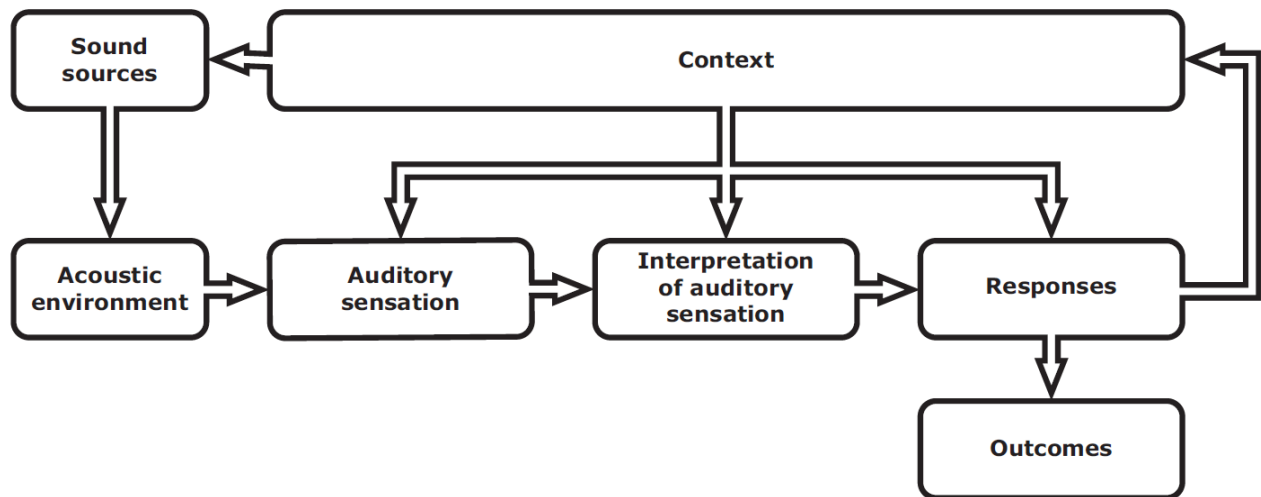 Sound
sources
Context
Acoustic
environment
Auditory
sensation
Interpretation
of auditory
sensation
Responses
Outcomes